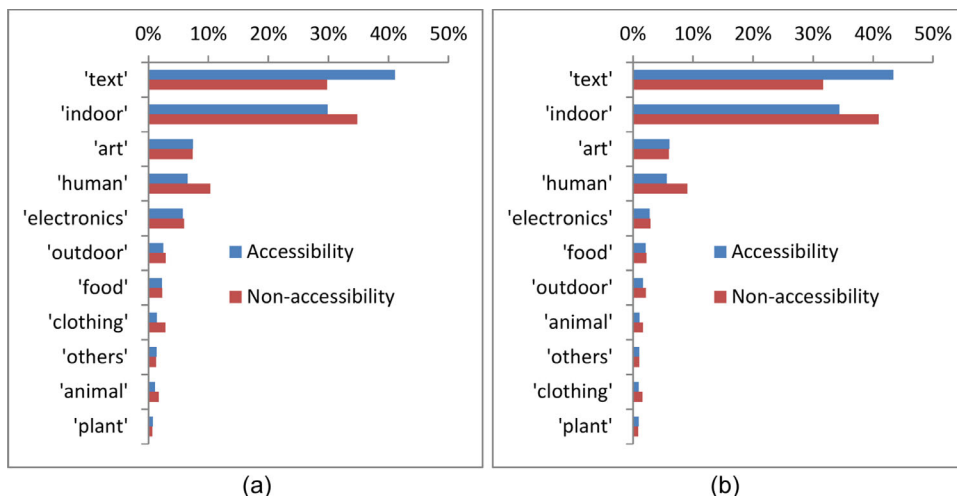 0% 10% 20% 30% 40% 50%
'text'
'indoor'
'art'
'human'
'electronics'
'outdoor'
'food'
'clothing'
'others'
'animal'
'plant'
Accessibility
Non-accessibility
(a)
0% 10% 20% 30% 40% 50%
'text'
'indoor'
'art'
'human'
'electronics'
'food'
'outdoor'
'animal'
'others'
'clothing'
'plant'
Accessibility
Non-accessibility
(b)